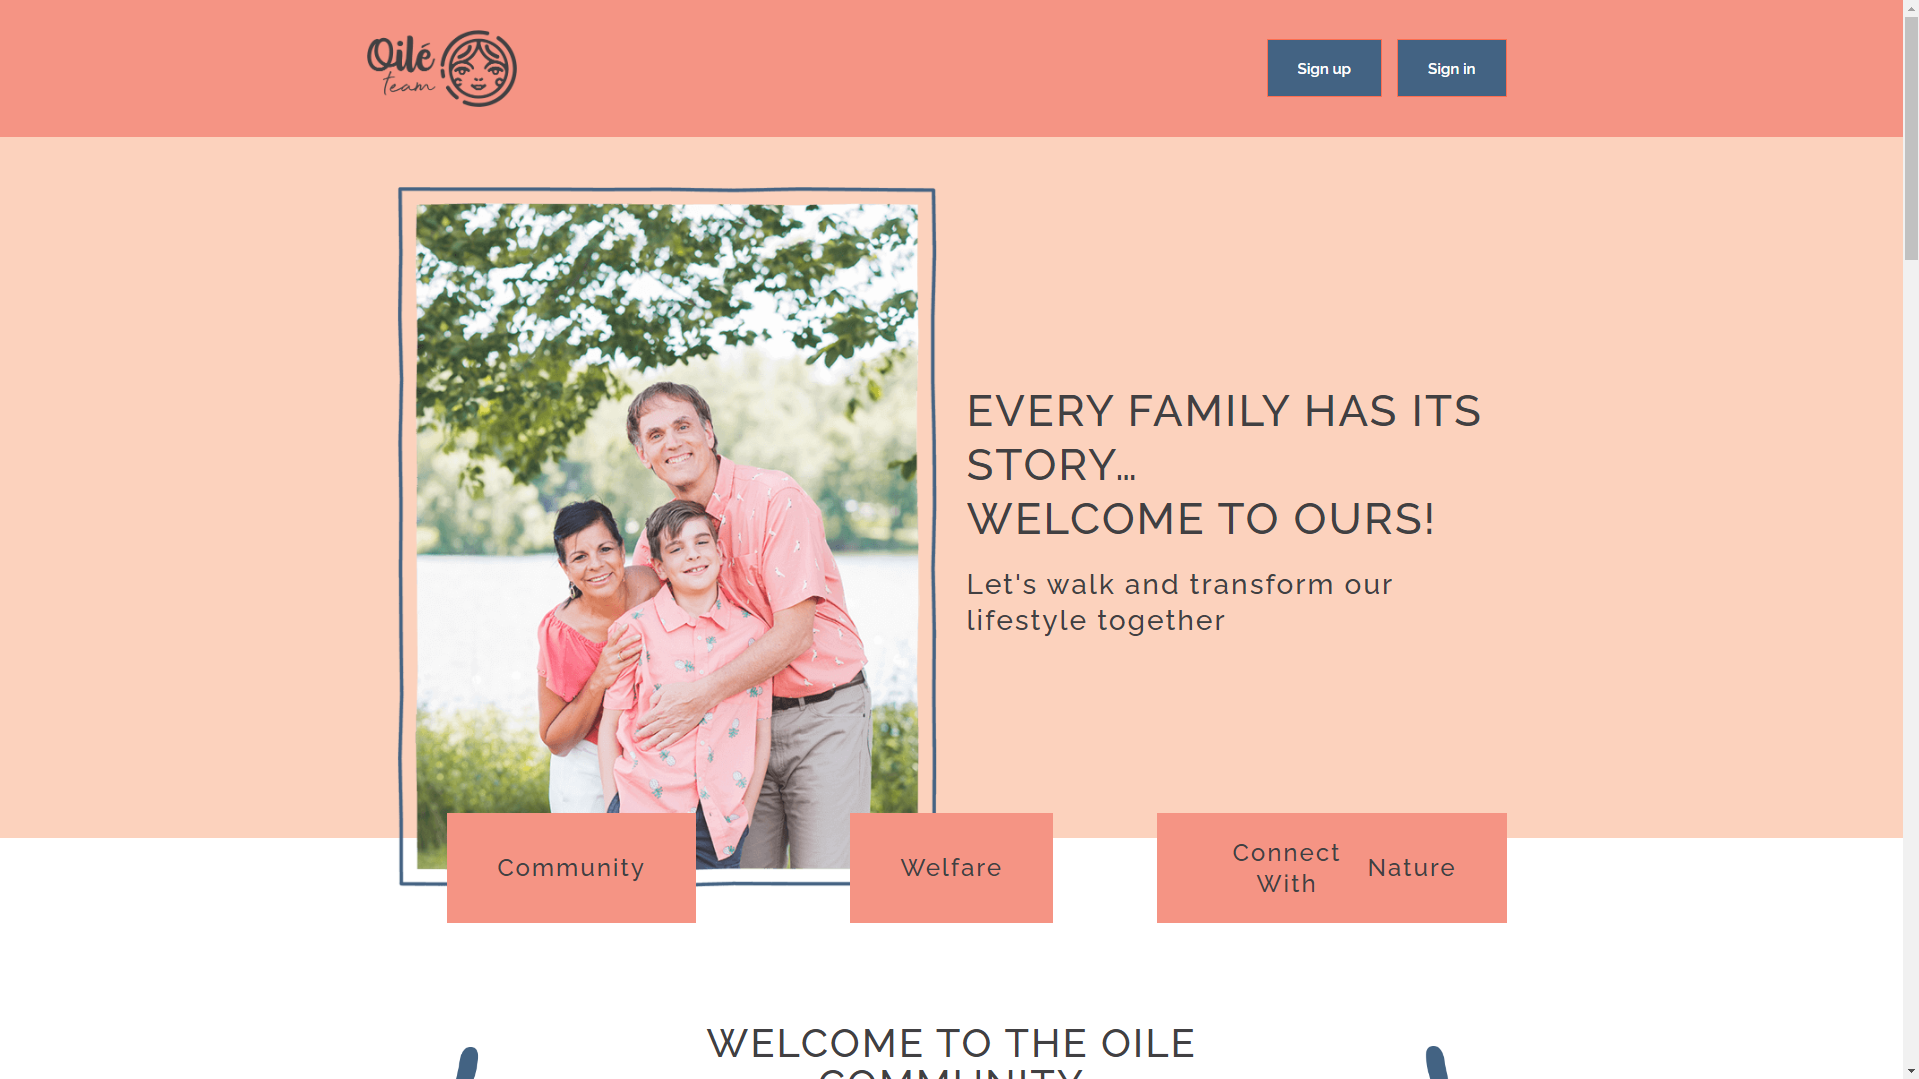 Oilé
team
Sign up
Sign in
EVERY FAMILY HAS ITS
STORY...
WELCOME TO OURS!
Let's walk and transform our
lifestyle together
Community
Welfare
Connect
With
Nature
WELCOME TO THE OILE
COMMUNITY